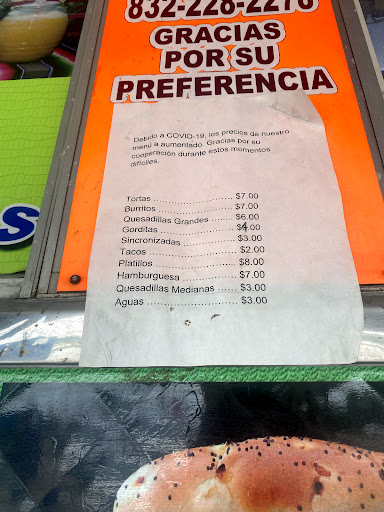 832-228-2276
GRACIAS
POR SU
PREFERENCIA
Debido a COVID-19, los precios de nuestro
menú a aumentado. Gracias por su
cooperación durante estos momentos
difíciles.
Tortas ........................... $7.00
Burritos ......................... $7.00
Quesadillas Grandes ....... $6.00
Gorditas ........................ $4.00
Sincronizadas ................ $3.00
Tacos ............................ $2.00
Platillos ......................... $8.00
Hamburguesa ................ $7.00
Quesadillas Medianas ...... $3.00
Aguas ............................ $3.00
S